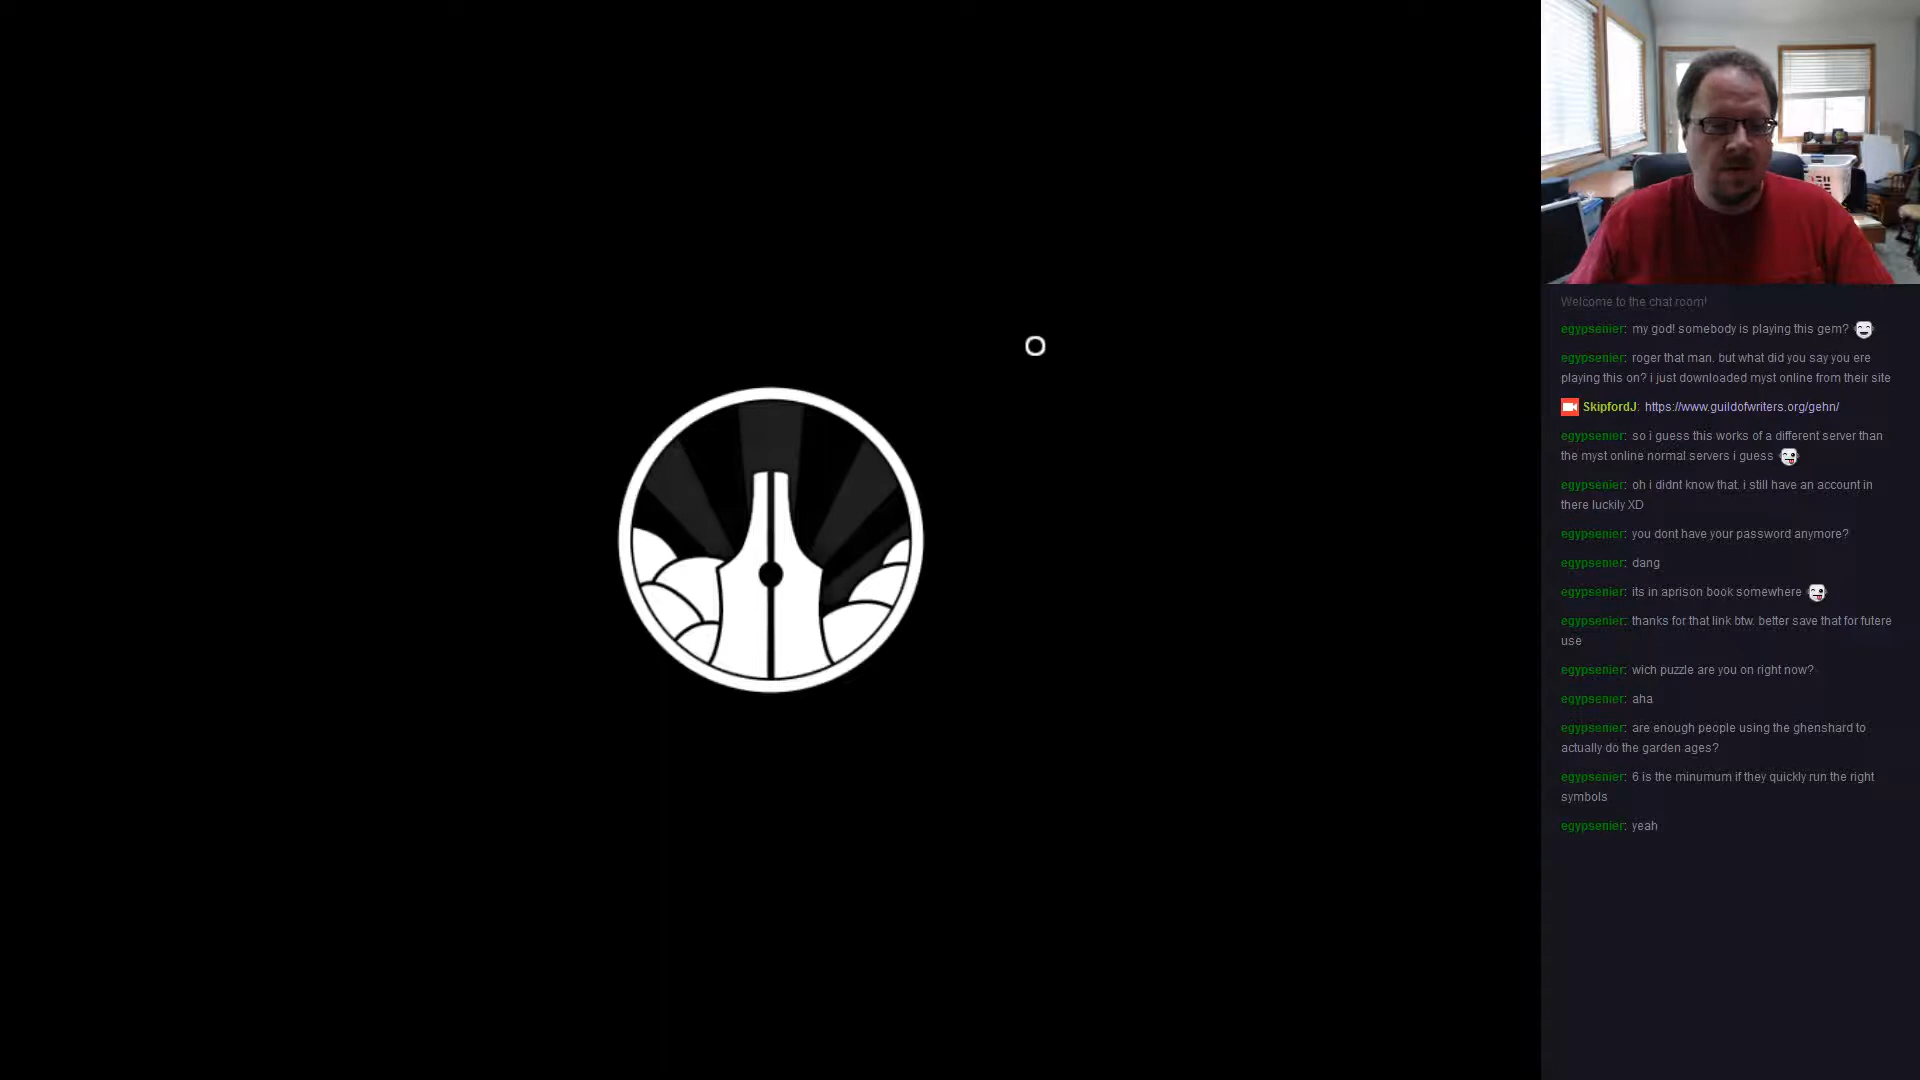 Welcome to the chat room!
egypsenier: my god! somebody is playing this gem?
egypsenier: roger that man. but what did you say you ere
playing this on? i just downloaded myst online from their site
SkipfordJ: https://www.guildofwriters.org/gehn/
egypsenier: so i guess this works of a different server than
the myst online normal servers i guess
egypsenier: oh i didnt know that. i still have an account in
there luckily XD
egypsenier: you dont have your password anymore?
egypsenier: dang
egypsenier: its in aprison book somewhere
egypsenier: thanks for that link btw. better save that for futere
use
egypsenier: wich puzzle are you on right now?
egypsenier: aha
egypsenier: are enough people using the ghenshard to
actually do the garden ages?
egypsenier: 6 is the minumum if they quickly run the right
symbols
egypsenier: yeah